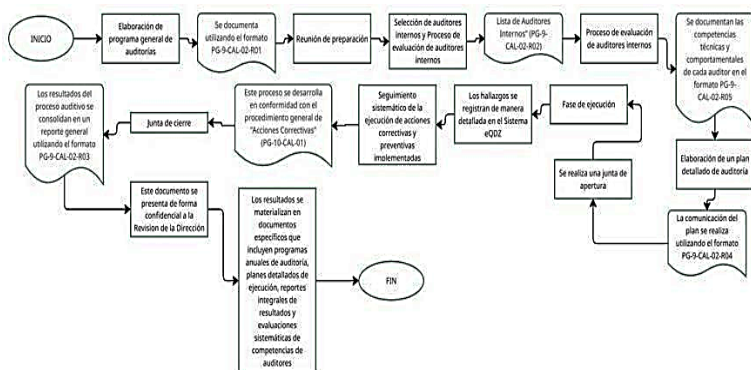 INICIO
Elaboración de
programa general de
auditorías
Se documenta
utilizando el formato
PG-9-CAL-02-R01
Reunión de preparación
Selección de auditores
internos y Proceso de
evaluación de auditores
internos
Lista de Auditores
Internos" (PG-9-
CAL-02-R02)
Proceso de evaluación
de auditores internos
Se documentan las
competencias
técnicas y
comportamentales
de cada auditor en el
formato PG-9-
CAL-02-R05
Elaboración de un plan
detallado de auditoría
La comunicación del
plan se realiza
utilizando el formato
PG-9-CAL-02-R04
Se realiza una junta de
apertura
Fase de ejecución
Los hallazgos se
registran de manera
detallada en el Sistema
eQDZ
Seguimiento
sistemático de la
ejecución de acciones
correctivas y
preventivas implementadas
Este proceso se desarrolla
en conformidad con el
procedimiento general de
"Acciones Correctivas"
(PG-10-CAL-01)
Junta de cierre
Los resultados del
proceso auditivo se
consolidan en un
reporte general
utilizando el formato
PG-9-CAL-02-R03
Este documento se
presenta de forma
confidencial a la
Revision de la Dirección
Los resultados se
materializan en
documentos
específicos que
incluyen programas
anuales de auditoría,
planes detallados de
ejecución, reportes
integrales de
resultados y
evaluaciones
sistemáticas de
competencias de
auditores
FIN